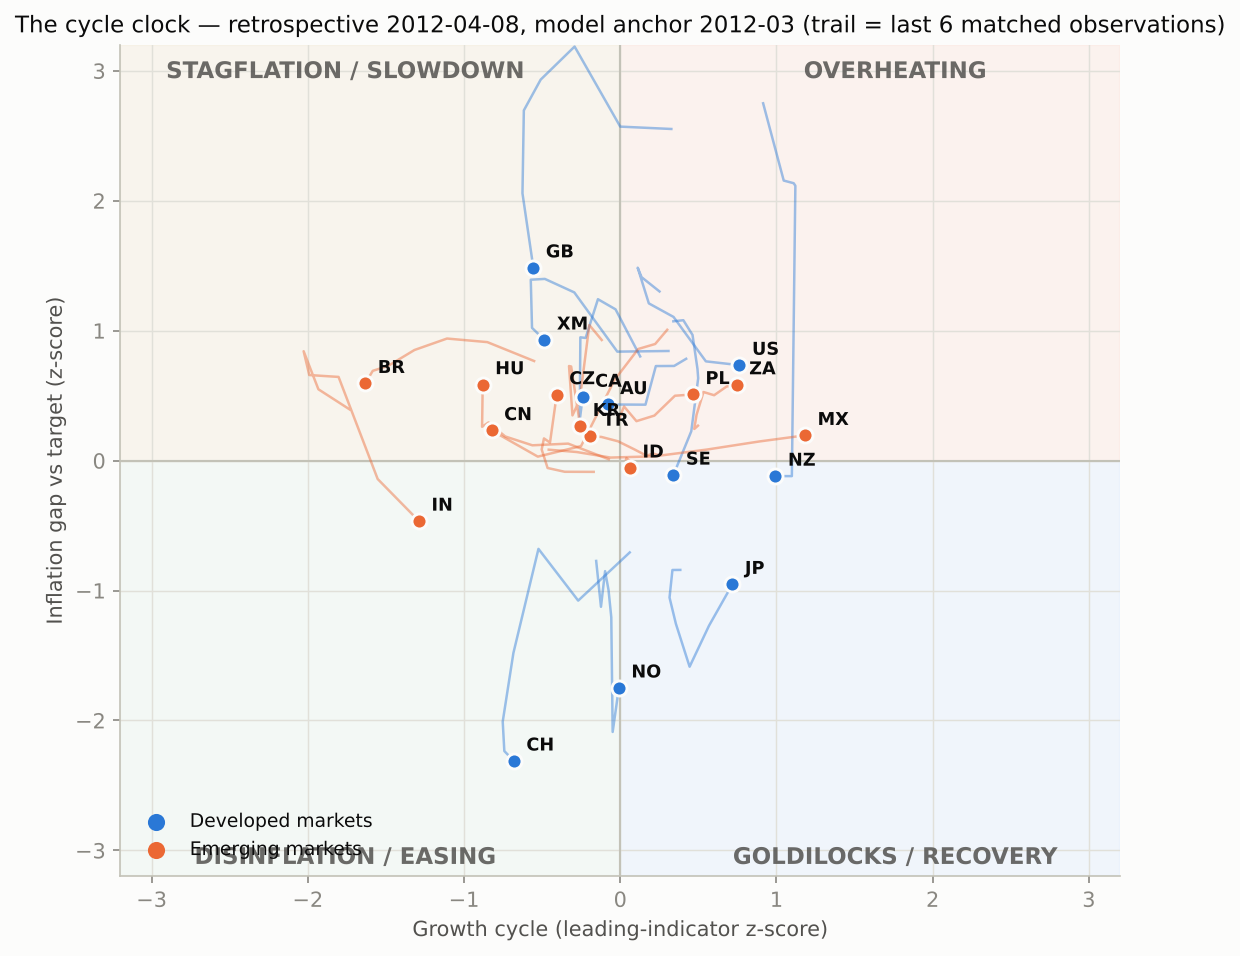 The cycle clock — retrospective 2012-04-08, model anchor 2012-03 (trail = last 6 matched observations)
STAGFLATION / SLOWDOWN
OVERHEATING
3
2
1
0
−1
−2
−3
Inflation gap vs target (z-score)
GB
XM
US
ZA
BR
HU
CZ
CA
AU
PL
CN
KR
TR
MX
ID
SE
NZ
IN
JP
NO
CH
Developed markets
Emerging markets
DISINFLATION / EASING
GOLDILOCKS / RECOVERY
−3
−2
−1
0
1
2
3
Growth cycle (leading-indicator z-score)